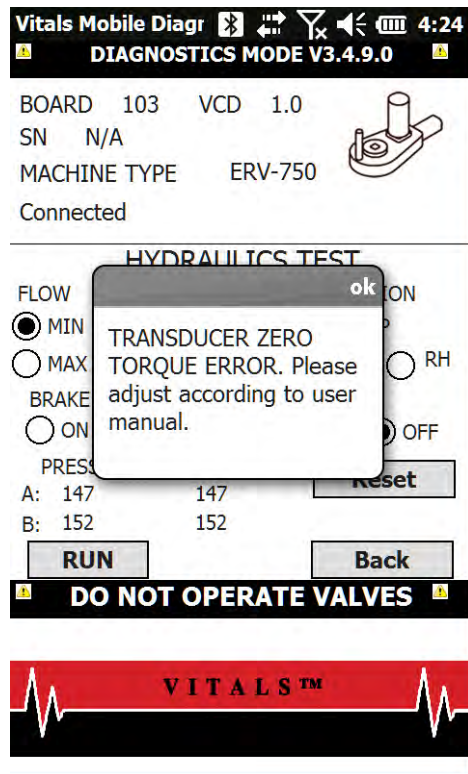 Vitals Mobile Diagr 4:24
DIAGNOSTICS MODE V3.4.9.0
BOARD 103 VCD 1.0
SN N/A
MACHINE TYPE ERV-750
Connected
HYDRAULICS TEST
FLOW
ok
MIN
MAX
RH
TRANSDUCER ZERO
TORQUE ERROR. Please
adjust according to user
manual.
BRAKE
ON
OFF
Reset
A: 147 147
B: 152 152
RUN Back
DO NOT OPERATE VALVES
VITALS™